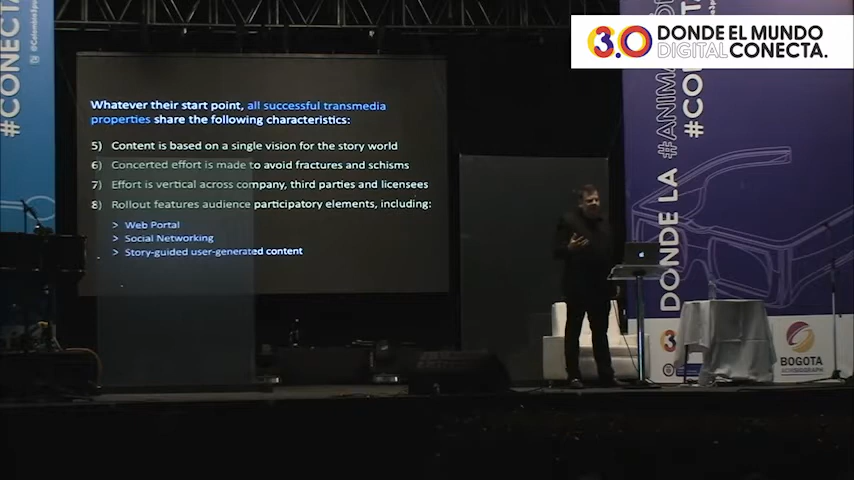 3.0 DONDE EL MUNDO
DIGITAL CONECTA.
#CONECTA
@Colombia3p
Whatever their start point, all successful transmedia
properties share the following characteristics:
5) Content is based on a single vision for the story world
6) Concerted effort is made to avoid fractures and schisms
7) Effort is vertical across company, third parties and licensees
8) Rollout features audience participatory elements, including:
> Web Portal
> Social Networking
> Story-guided user-generated content
DONDE LA #ANIMA
#CO
3
BOGOTA